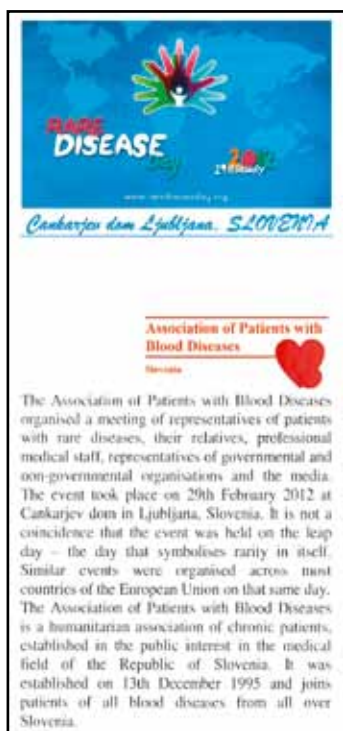 RARE
DISEASE
Day
www.rarediseaseday.org
Cankarjev dom Ljubljana, SLOVENIA
Association of Patients with
Blood Diseases
Slovenia
The Association of Patients with Blood Diseases
organised a meeting of representatives of patients
with rare diseases, their relatives, professional
medical staff, representatives of governmental and
non-governmental organisations and the media.
The event took place on 29th February 2012 at
Cankarjev dom in Ljubljana, Slovenia. It is not a
coincidence that the event was held on the leap
day – the day that symbolises rarity in itself.
Similar events were organised across most
countries of the European Union on that same day.
The Association of Patients with Blood Diseases
is a humanitarian association of chronic patients,
established in the public interest in the medical
field of the Republic of Slovenia. It was
established on 13th December 1995 and joins
patients of all blood diseases from all over
Slovenia.